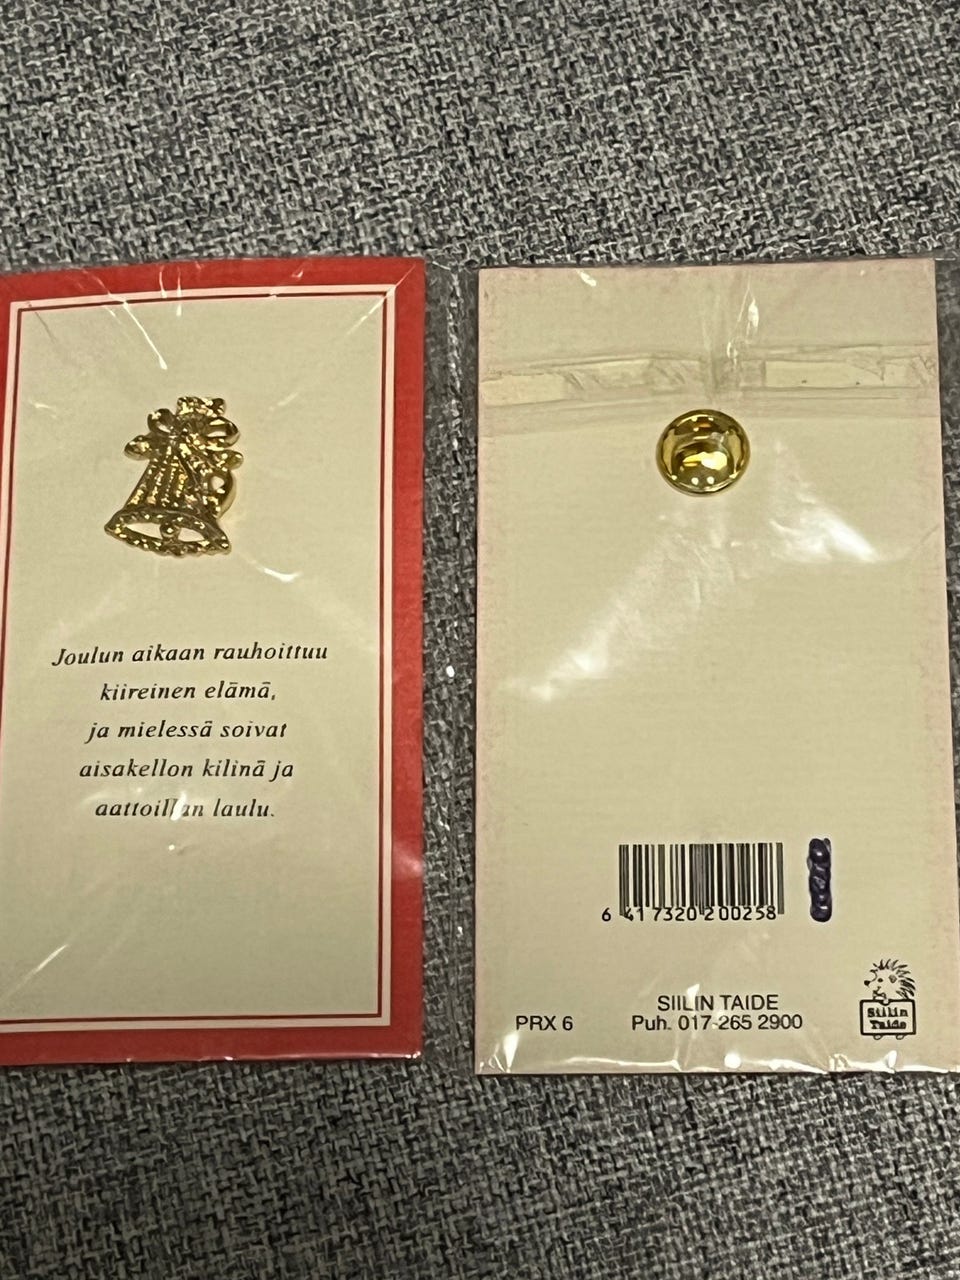 Joulun aikaan rauhoittuu
kiireinen elämä,
ja mielessä soivat
aisakellon kilinä ja
aattoillan laulu.
6 417320 200258
PRX 6
SIILIN TAIDE
Puh. 017-265 2900
Siilin
Taide